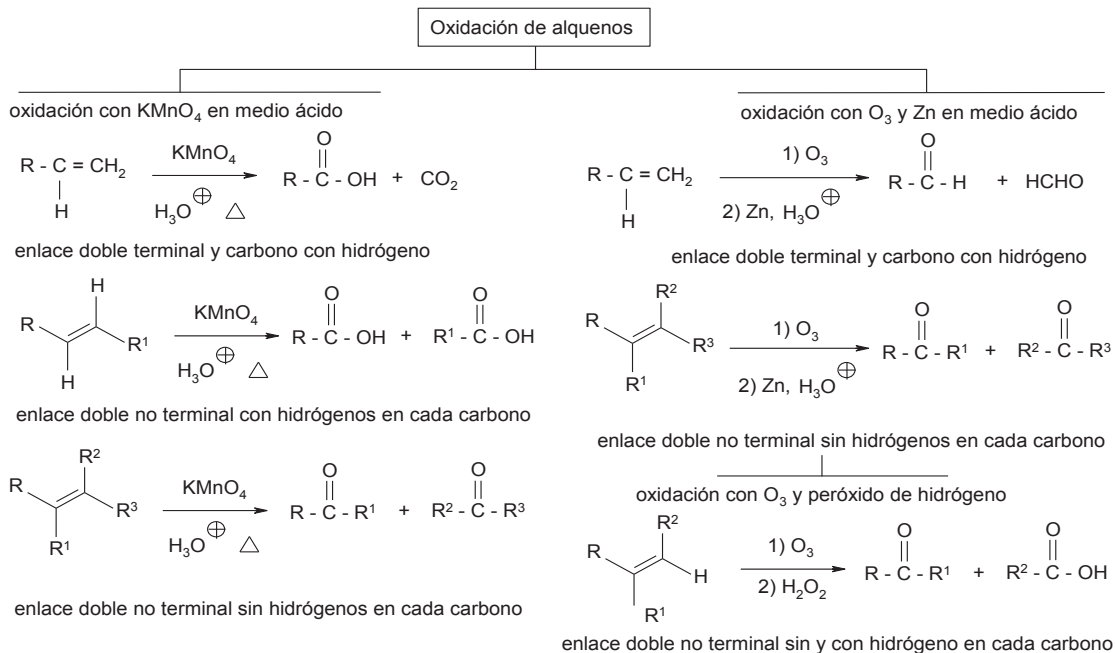 Oxidación de alquenos
oxidación con KMnO₄ en medio ácido
R - C = CH₂
H
KMnO₄
H₃O⊕ △
O
R - C - OH + CO₂
enlace doble terminal y carbono con hidrógeno
H
R
R¹
H
KMnO₄
H₃O⊕ △
O O
R - C - OH + R¹ - C - OH
enlace doble no terminal con hidrógenos en cada carbono
R²
R
R³
R¹
KMnO₄
H₃O⊕ △
O O
R - C - R¹ + R² - C - R³
enlace doble no terminal sin hidrógenos en cada carbono
oxidación con O₃ y Zn en medio ácido
R - C = CH₂
H
1) O₃
2) Zn, H₃O⊕
O
R - C - H + HCHO
enlace doble terminal y carbono con hidrógeno
R²
R
R³
R¹
1) O₃
2) Zn, H₃O⊕
O O
R - C - R¹ + R² - C - R³
enlace doble no terminal sin hidrógenos en cada carbono
oxidación con O₃ y peróxido de hidrógeno
R²
R
H
R¹
1) O₃
2) H₂O₂
O O
R - C - R¹ + R² - C - OH
enlace doble no terminal sin y con hidrógeno en cada carbono